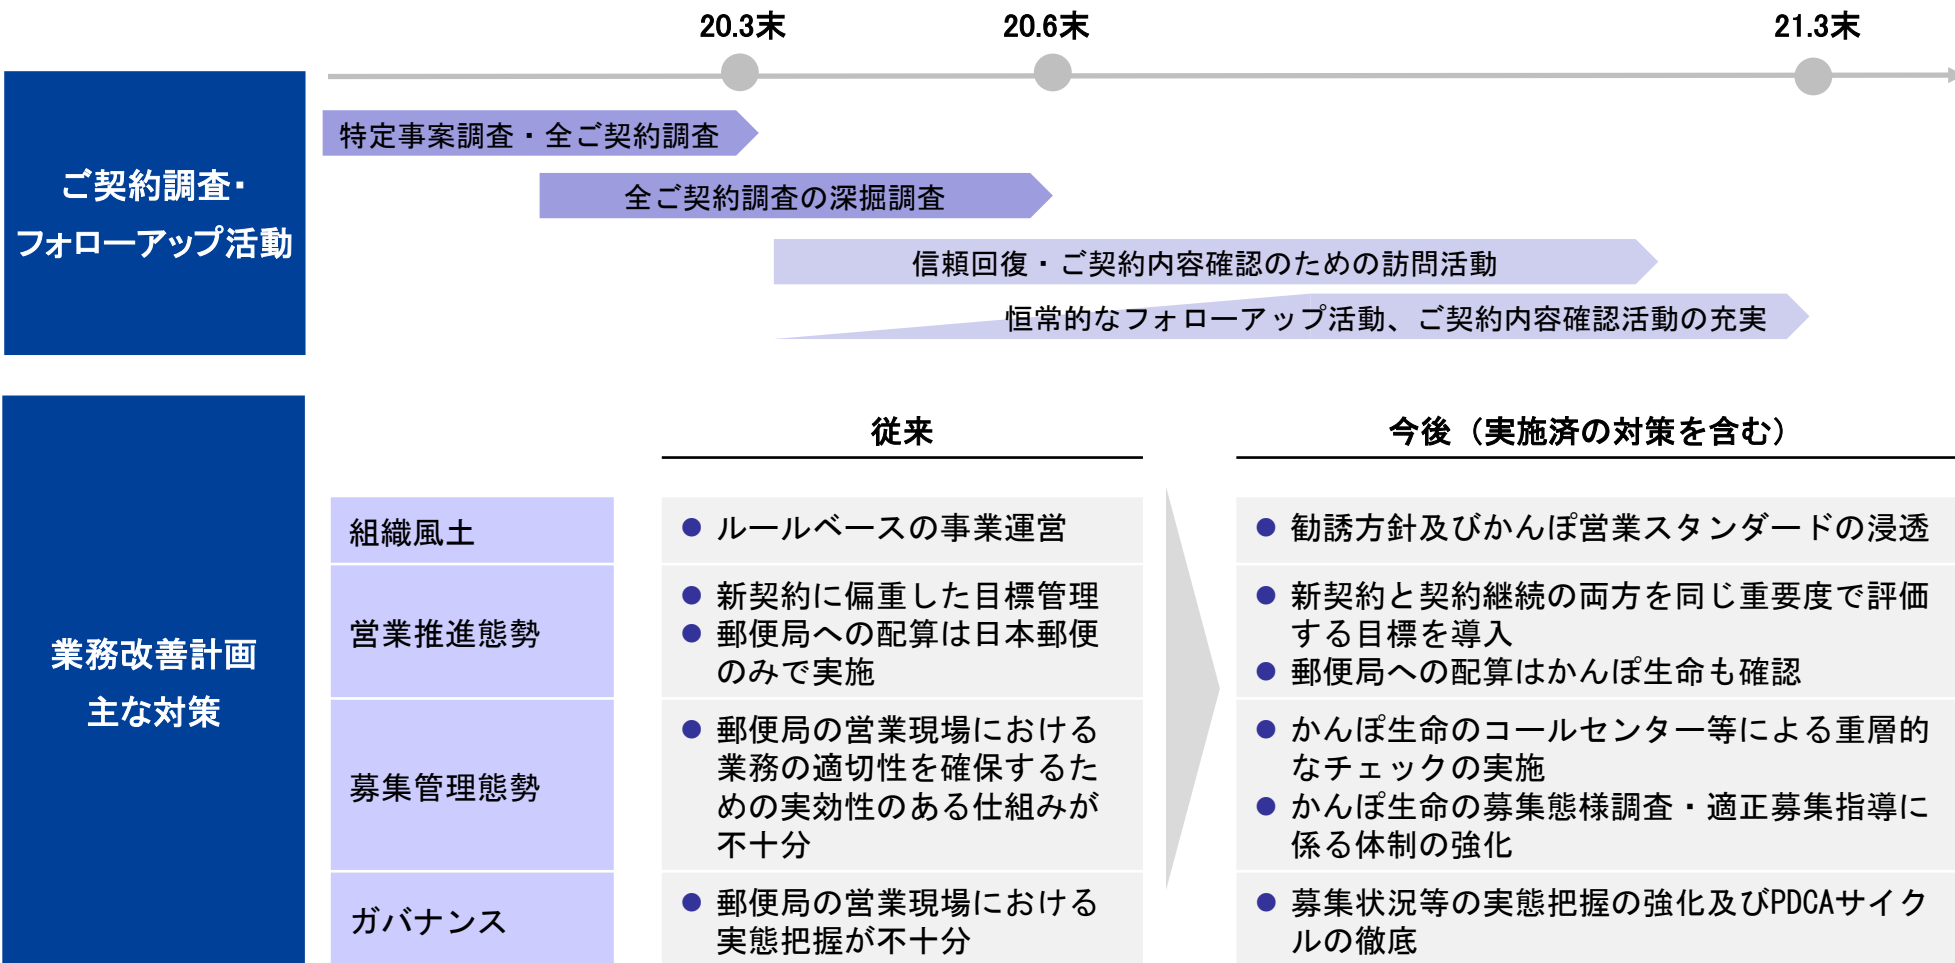 20.3末
20.6末
21.3末
ご契約調査・
フォローアップ活動
特定事案調査・全ご契約調査
全ご契約調査の深掘調査
信頼回復・ご契約内容確認のための訪問活動
恒常的なフォローアップ活動、ご契約内容確認活動の充実
業務改善計画
主な対策
従来
今後（実施済の対策を含む）
組織風土
● ルールベースの事業運営
● 勧誘方針及びかんぽ営業スタンダードの浸透
営業推進態勢
● 新契約に偏重した目標管理
● 郵便局への配算は日本郵便
のみで実施
● 新契約と契約継続の両方を同じ重要度で評価
する目標を導入
● 郵便局への配算はかんぽ生命も確認
募集管理態勢
● 郵便局の営業現場における
業務の適切性を確保するた
めの実効性のある仕組みが
不十分
● かんぽ生命のコールセンター等による重層的
なチェックの実施
● かんぽ生命の募集態様調査・適正募集指導に
係る体制の強化
ガバナンス
● 郵便局の営業現場における
実態把握が不十分
● 募集状況等の実態把握の強化及びPDCAサイク
ルの徹底